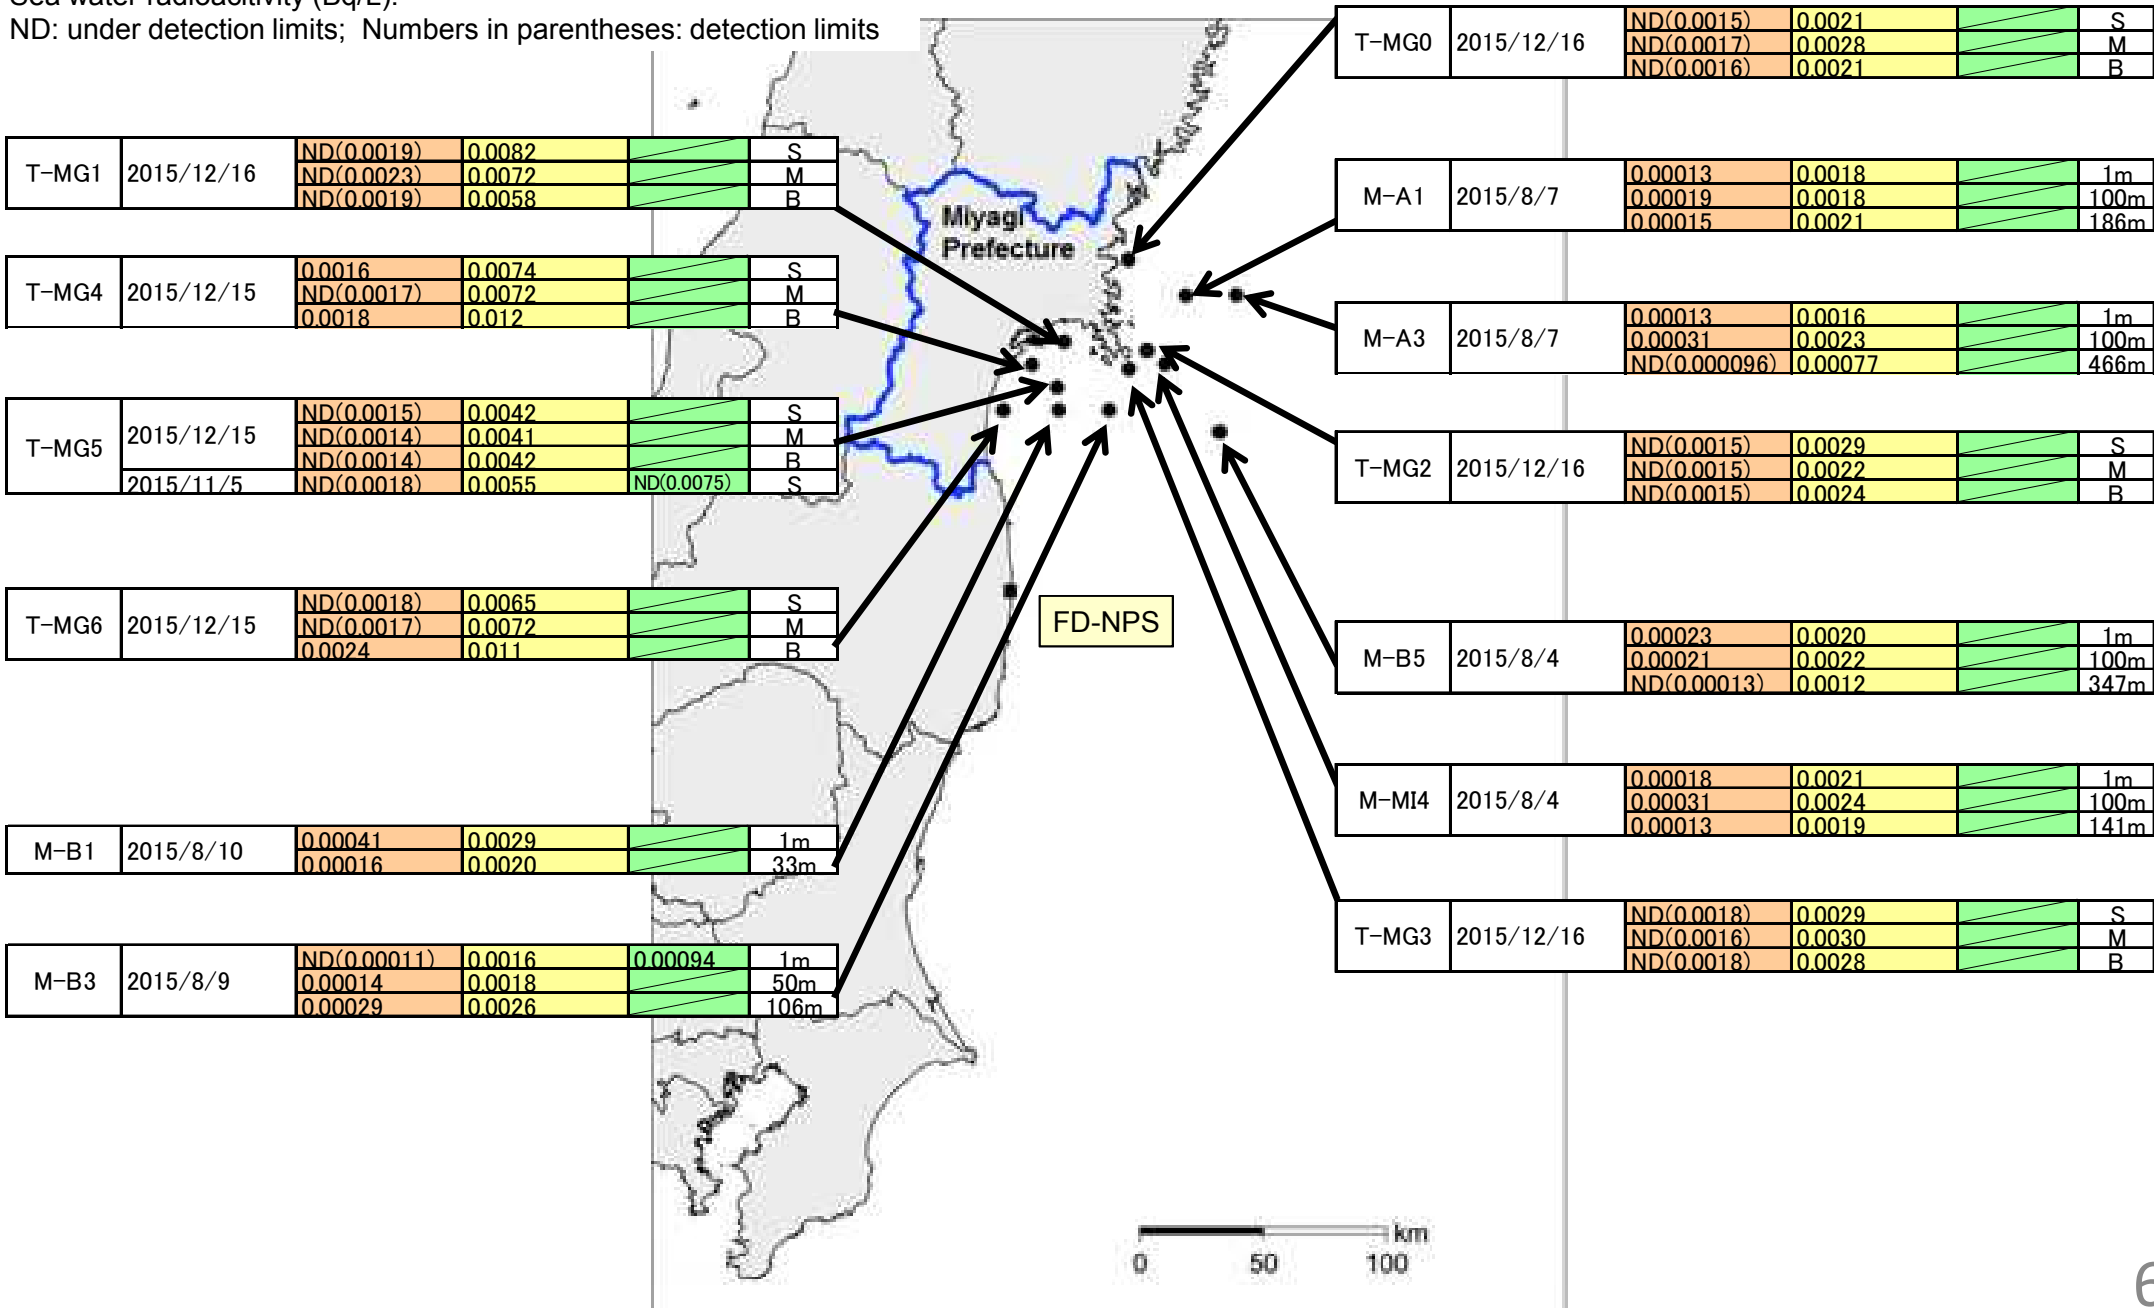 Sea water radioacitivity (Bq/L).
ND: under detection limits; Numbers in parentheses: detection limits
T-MG0 2015/12/16 ND(0.0015) 0.0021 S
ND(0.0017) 0.0028 M
ND(0.0016) 0.0021 B
T-MG1 2015/12/16 ND(0.0019) 0.0082 S
ND(0.0023) 0.0072 M
ND(0.0019) 0.0058 B
M-A1 2015/8/7 0.00013 0.0018 1m
0.00019 0.0018 100m
0.00015 0.0021 186m
Miyagi
Prefecture
T-MG4 2015/12/15 0.0016 0.0074 S
ND(0.0017) 0.0072 M
0.0018 0.012 B
M-A3 2015/8/7 0.00013 0.0016 1m
0.00031 0.0023 100m
ND(0.000096) 0.00077 466m
T-MG5 2015/12/15 ND(0.0015) 0.0042 S
ND(0.0014) 0.0041 M
ND(0.0014) 0.0042 B
2015/11/5 ND(0.0018) 0.0055 ND(0.0075) S
T-MG2 2015/12/16 ND(0.0015) 0.0029 S
ND(0.0015) 0.0022 M
ND(0.0015) 0.0024 B
T-MG6 2015/12/15 ND(0.0018) 0.0065 S
ND(0.0017) 0.0072 M
0.0024 0.011 B
FD-NPS
M-B5 2015/8/4 0.00023 0.0020 1m
0.00021 0.0022 100m
ND(0.00013) 0.0012 347m
M-MI4 2015/8/4 0.00018 0.0021 1m
0.00031 0.0024 100m
0.00013 0.0019 141m
M-B1 2015/8/10 0.00041 0.0029 1m
0.00016 0.0020 33m
T-MG3 2015/12/16 ND(0.0018) 0.0029 S
ND(0.0016) 0.0030 M
ND(0.0018) 0.0028 B
M-B3 2015/8/9 ND(0.00011) 0.0016 0.00094 1m
0.00014 0.0018 50m
0.00029 0.0026 106m
km
0 50 100
6